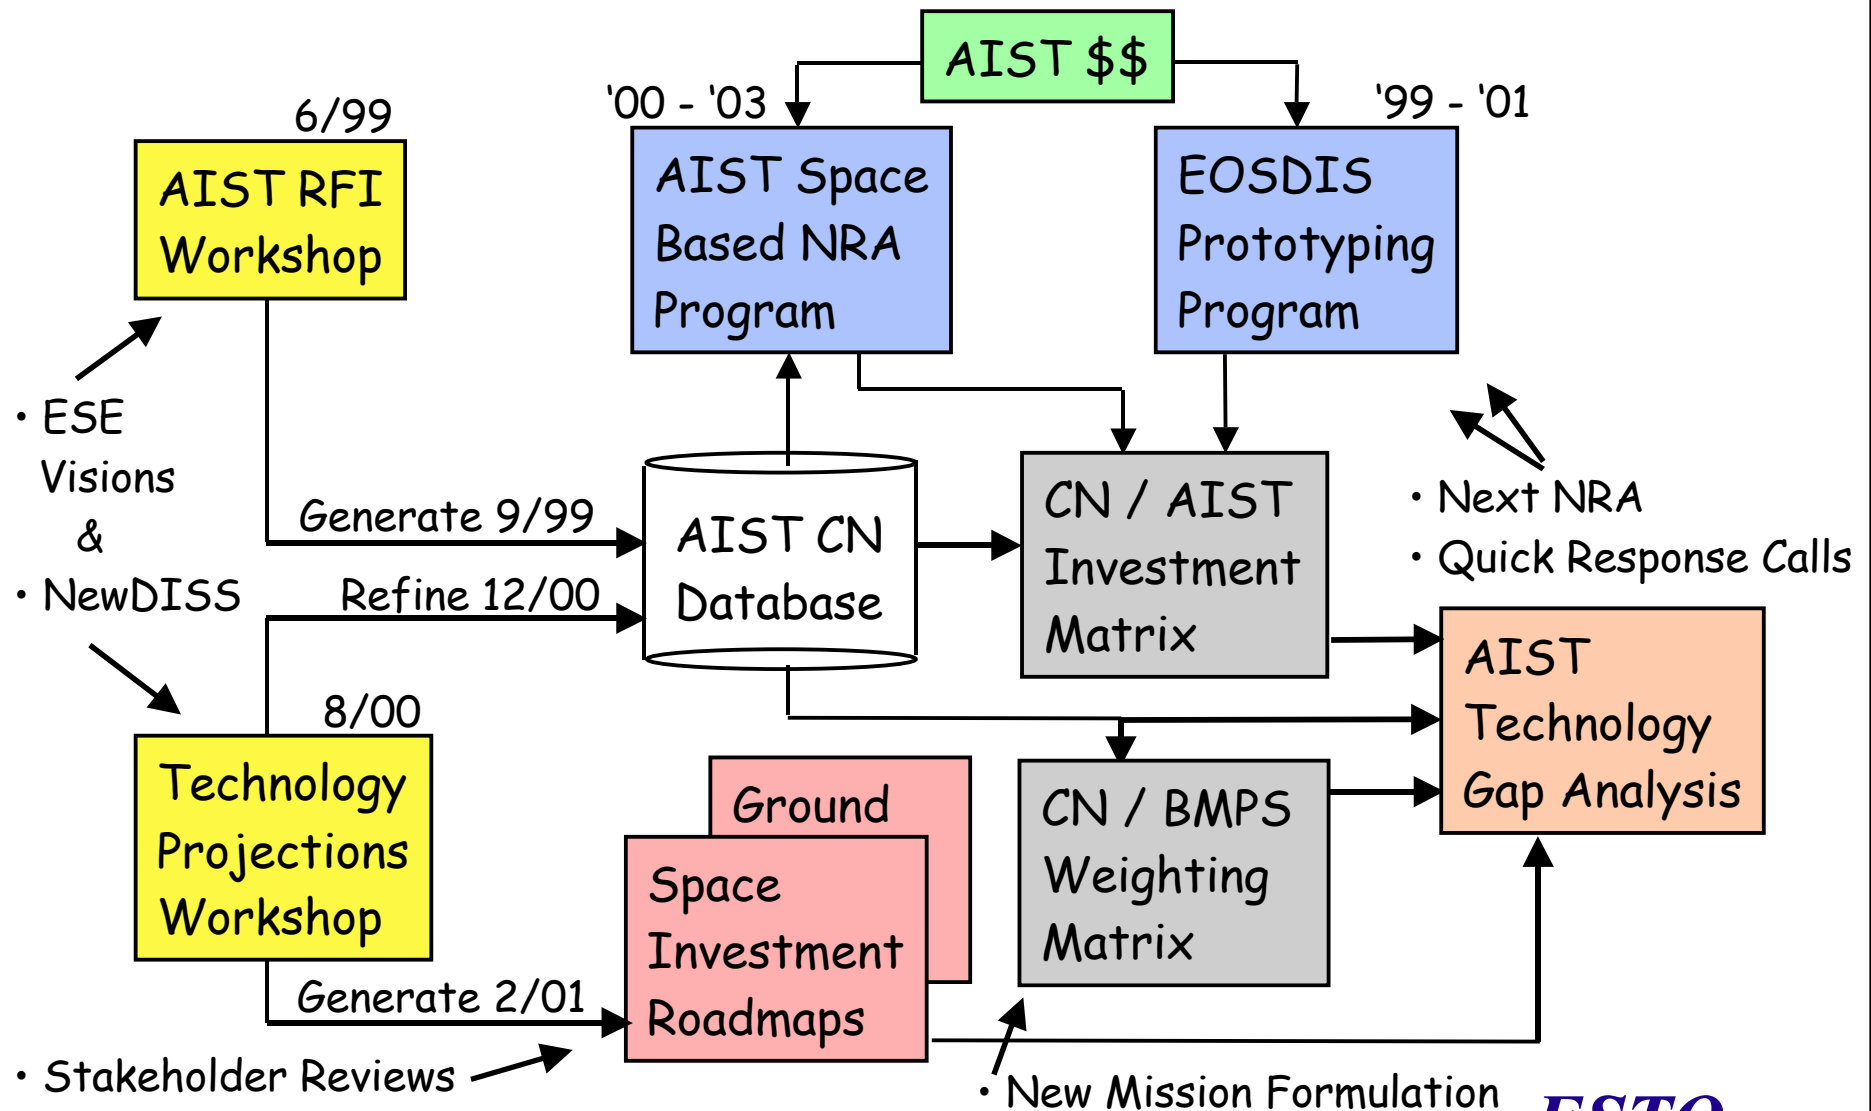 AIST $$
6/99
'00 - '03
'99 - '01
AIST RFI
Workshop
AIST Space
Based NRA
Program
EOSDIS
Prototyping
Program
• ESE
Visions
&
• NewDISS
Generate 9/99
Refine 12/00
AIST CN
Database
CN / AIST
Investment
Matrix
• Next NRA
• Quick Response Calls
AIST
Technology
Gap Analysis
8/00
Technology
Projections
Workshop
Generate 2/01
Ground
Space
Investment
Roadmaps
CN / BMPS
Weighting
Matrix
• Stakeholder Reviews
• New Mission Formulation
ESTO